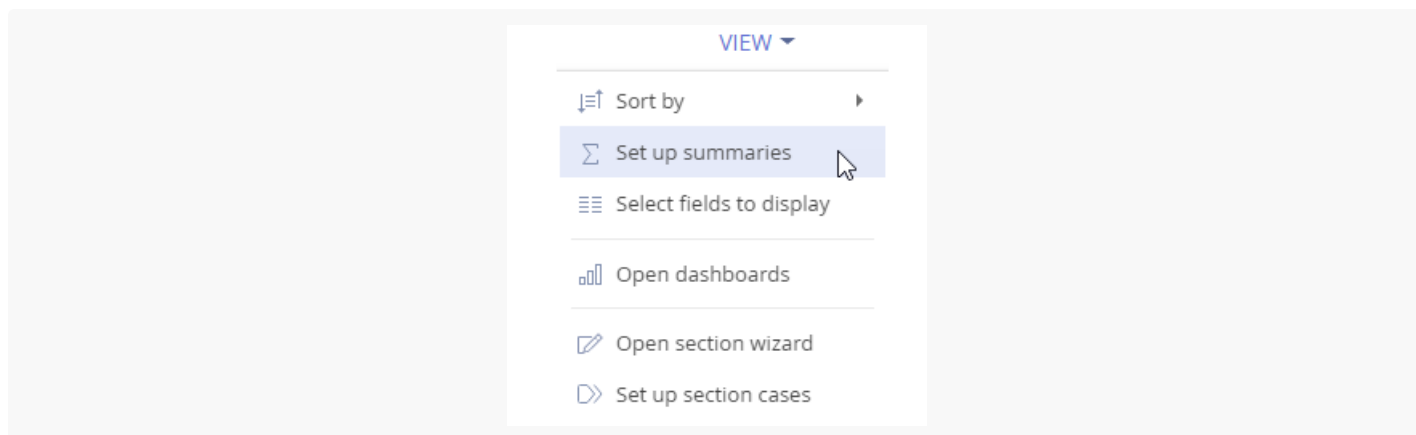 VIEW
Sort by
Set up summaries
Select fields to display
Open dashboards
Open section wizard
Set up section cases